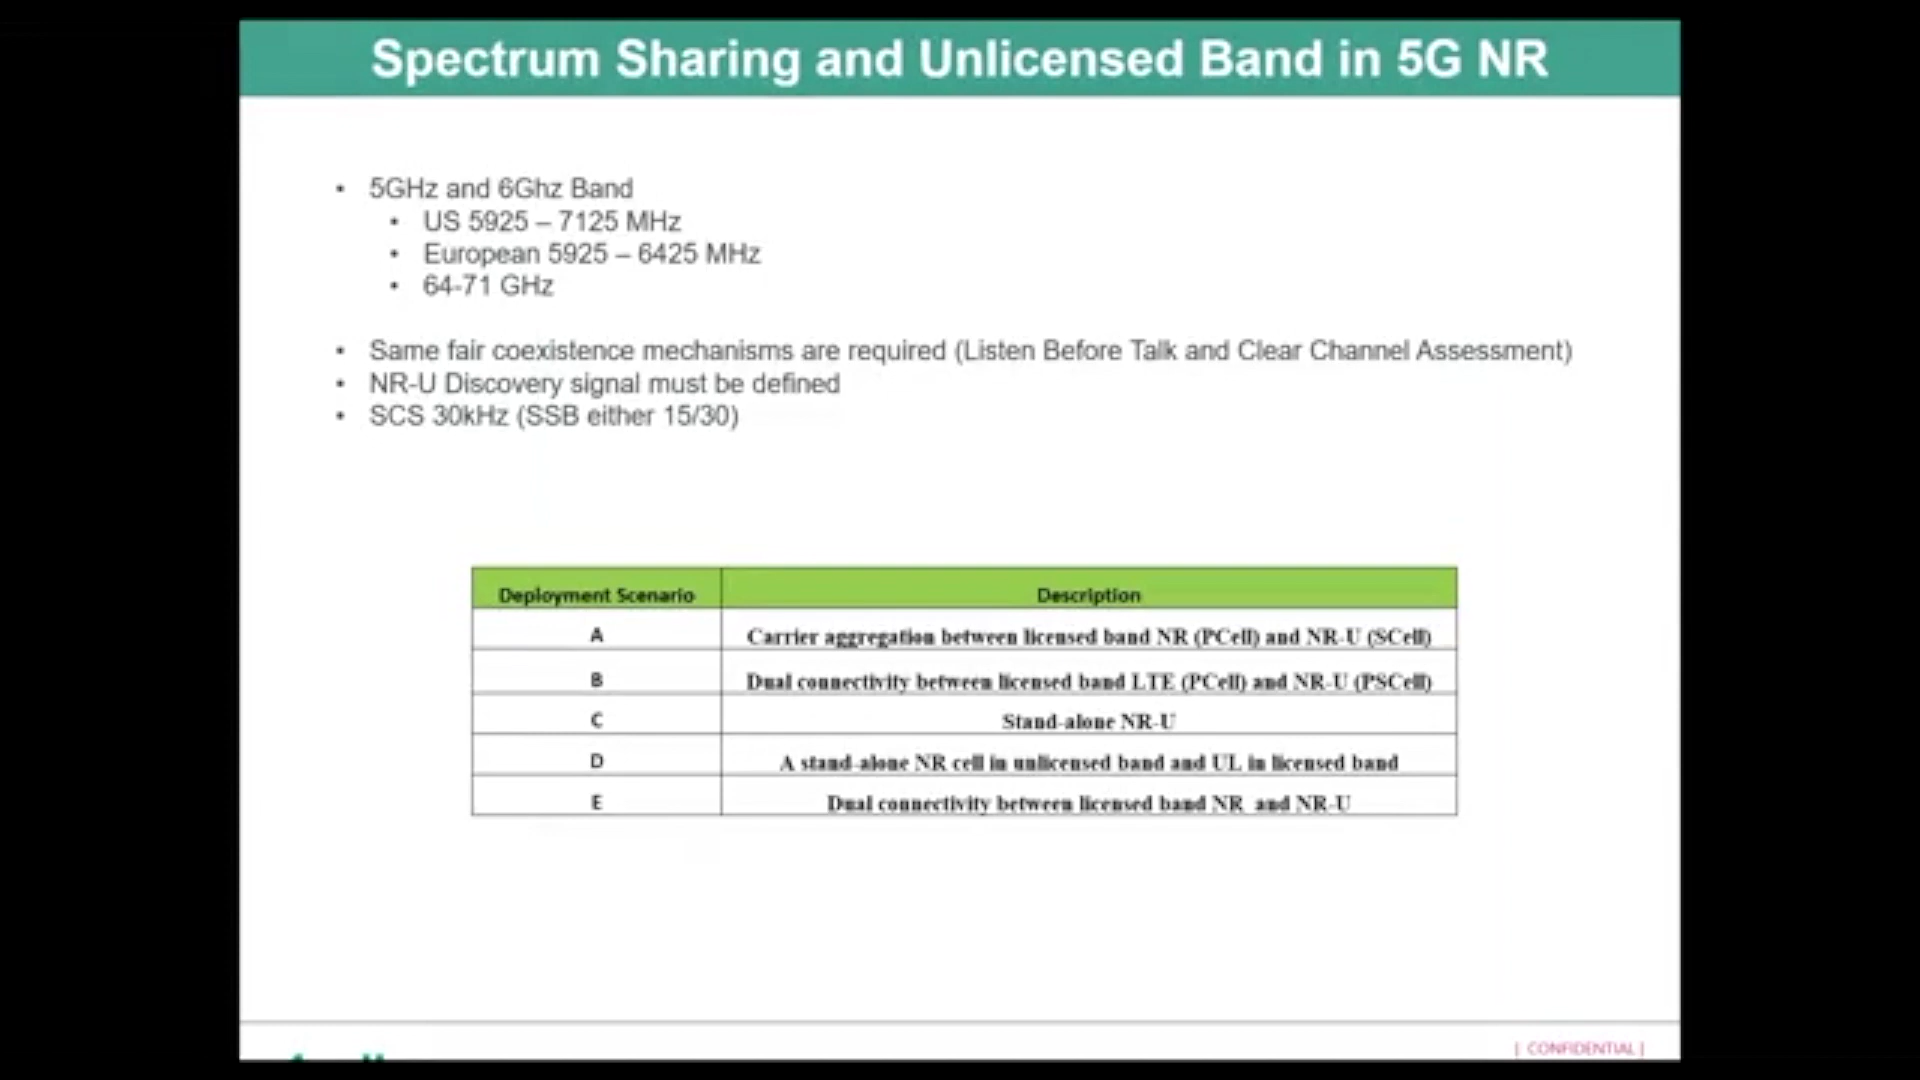 Spectrum Sharing and Unlicensed Band in 5G NR
• 5GHz and 6Ghz Band
• US 5925 – 7125 MHz
• European 5925 – 6425 MHz
• 64-71 GHz
• Same fair coexistence mechanisms are required (Listen Before Talk and Clear Channel Assessment)
• NR-U Discovery signal must be defined
• SCS 30kHz (SSB either 15/30)
Deployment Scenario Description
A Carrier aggregation between licensed band NR (PCell) and NR-U (SCell)
B Dual connectivity between licensed band LTE (PCell) and NR-U (PSCell)
C Stand-alone NR-U
D A stand-alone NR cell in unlicensed band and UL in licensed band
E Dual connectivity between licensed band NR and NR-U
| CONFIDENTIAL |